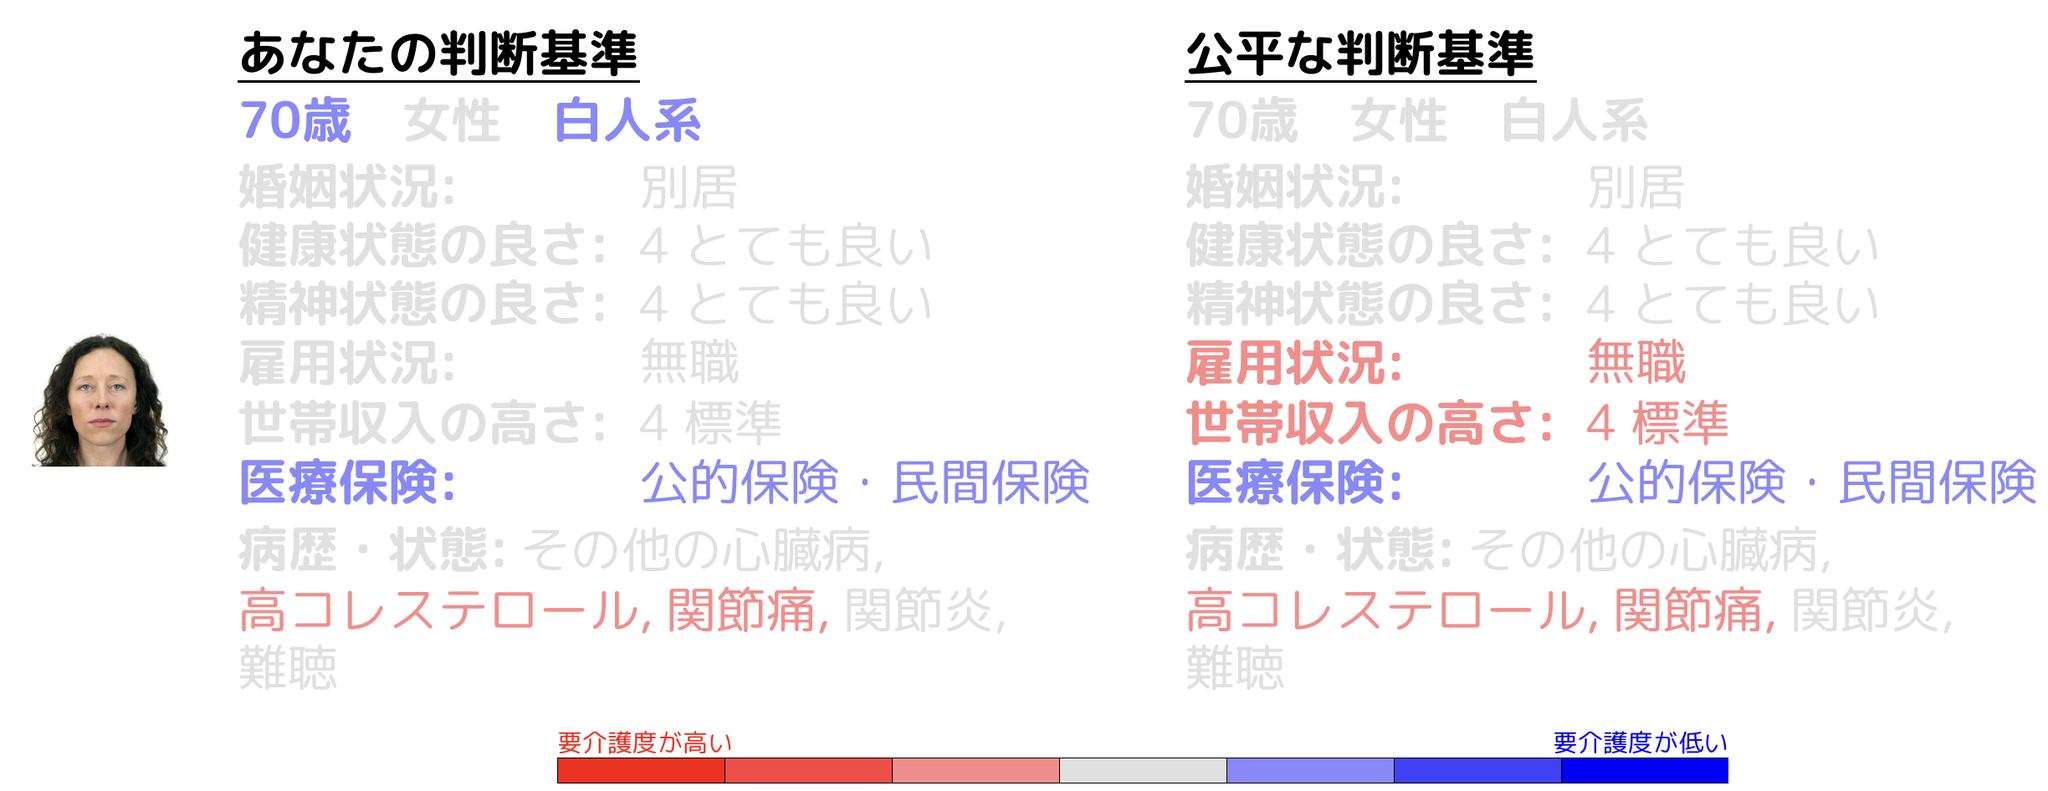 あなたの判断基準
70歳 女性 白人系
婚姻状況: 別居
健康状態の良さ: 4 とても良い
精神状態の良さ: 4 とても良い
雇用状況: 無職
世帯収入の高さ: 4 標準
医療保険: 公的保険・民間保険
病歴・状態: その他の心臓病,
高コレステロール, 関節痛, 関節炎,
難聴
公平な判断基準
70歳 女性 白人系
婚姻状況: 別居
健康状態の良さ: 4 とても良い
精神状態の良さ: 4 とても良い
雇用状況: 無職
世帯収入の高さ: 4 標準
医療保険: 公的保険・民間保険
病歴・状態: その他の心臓病,
高コレステロール, 関節痛, 関節炎,
難聴
要介護度が高い
要介護度が低い